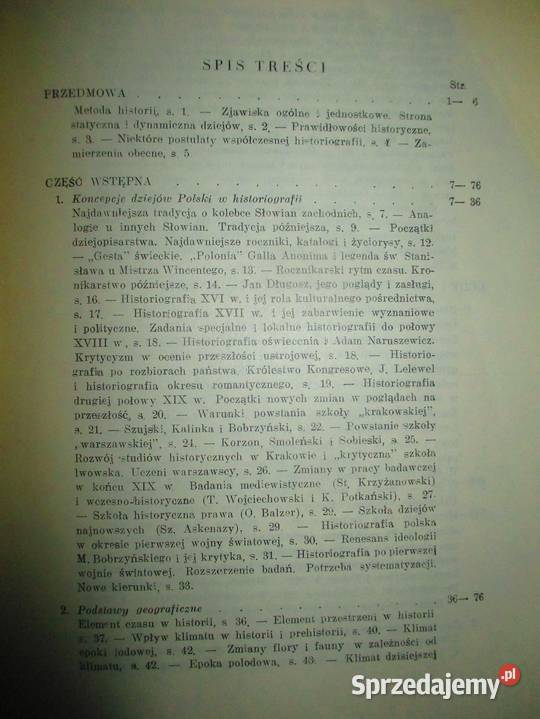 SPIS TREŚCI
Str.
PRZEDMOWA . . . . . . . . . . . . . 1— 6
Metoda historii, s. 1. — Zjawiska ogólne i jednostkowe. Strona
statyczna i dynamiczna dziejów, s. 2. — Prawidłowości historyczne,
s. 3. — Niektóre postulaty współczesnej historiografii, s. 4. — Za-
mierzenia obecne, s. 5.
CZĘŚĆ WSTĘPNA . . . . . . . . . . . 7— 76
1. Koncepcje dziejów Polski w historiografii . . . . . . 7— 36
Najdawniejsza tradycja o kolebce Słowian zachodnich, s. 7. — Ana-
logie u innych Słowian. Tradycja późniejsza, s. 9. — Początki
dziejopisarstwa. Najdawniejsze roczniki, katalogi i życiorysy, s. 12.
— „Gesta" świeckie. „Polonia" Galla Anonima i legenda św. Stani-
sława u Mistrza Wincentego, s. 13. — Rocznikarski rytm czasu. Kro-
nikarstwo późniejsze, s. 14. — Jan Długosz, jego poglądy i zasługi,
s. 16. — Historiografia XVI w. i jej rola kulturalnego pośrednictwa,
s. 17. — Historiografia XVII w. i jej zabarwienie wyznaniowe
i polityczne. Zadania specjalne i lokalne historiografii do połowy
XVIII w., s. 18. — Historiografia oświecenia i Adam Naruszewicz.
Krytycyzm w ocenie przeszłości ustrojowej, s. 18. — Historio-
grafia po rozbiorach państwa. Królestwo Kongresowe, J. Lelewel
i historiografia okresu romantycznego, s. 19. — Historiografia
drugiej połowy XIX w. Początki nowych zmian w poglądach na
przeszłość, s. 20. — Warunki powstania szkoły „krakowskiej",
s. 21. — Szujski, Kalinka i Bobrzyński, s. 22. — Powstanie szkoły
„warszawskiej", s. 24. — Korzon, Smoleński i Sobieski, s. 25. —
Rozwój studiów historycznych w Krakowie i „krytyczna" szkoła
lwowska. Uczeni warszawscy, s. 26. — Zmiany w pracy badawczej
w końcu XIX w. Badania mediewistyczne (St. Krzyżanowski)
i wczesno-historyczne (T. Wojciechowski i K. Potkański), s. 27.
— Szkoła historyczna prawa (O. Balzer), s. 29. — Szkoła dziejów
najnowszych (Sz. Askenazy), s. 29. — Historiografia polska
w okresie pierwszej wojny światowej, s. 30. — Renesans ideologii
M. Bobrzyńskiego i jej krytyka, s. 31. — Historiografia po pierwszej
wojnie światowej. Rozszerzenie badań. Potrzeba systematyzacji.
Nowe kierunki, s. 33.
2. Podstawy geograficzne . . . . . . . . . 36— 76
Element czasu w historii, s. 36. — Element przestrzeni w historii
s. 37. — Wpływ klimatu w historii i prehistorii, s. 40. — Klimat
epoki lodowej, s. 42. — Zmiany flory i fauny w zależności od
klimatu, s. 42. — Epoka polodowa, s. 43. — Klimat dzisiejszej
Sprzedajemy.pl